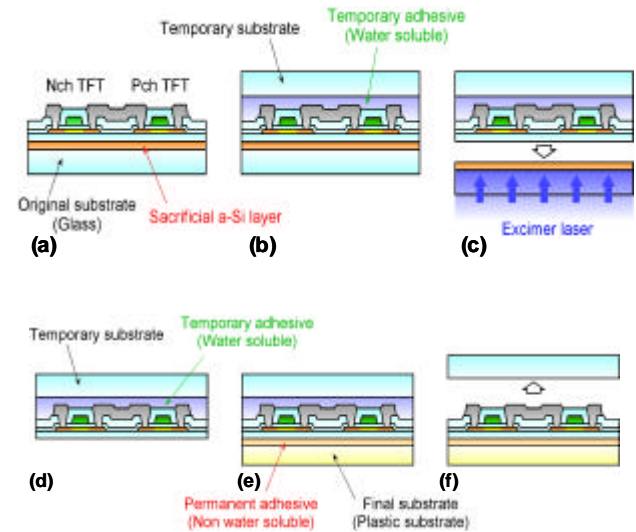 Temporary substrate
Temporary adhesive
(Water soluble)
Nch TFT
Pch TFT
Original substrate
(Glass)
Sacrificial a-Si layer
Excimer laser
(a)
(b)
(c)
Temporary substrate
Temporary adhesive
(Water soluble)
(d)
(e)
(f)
Permanent adhesive
(Non water soluble)
Final substrate
(Plastic substrate)